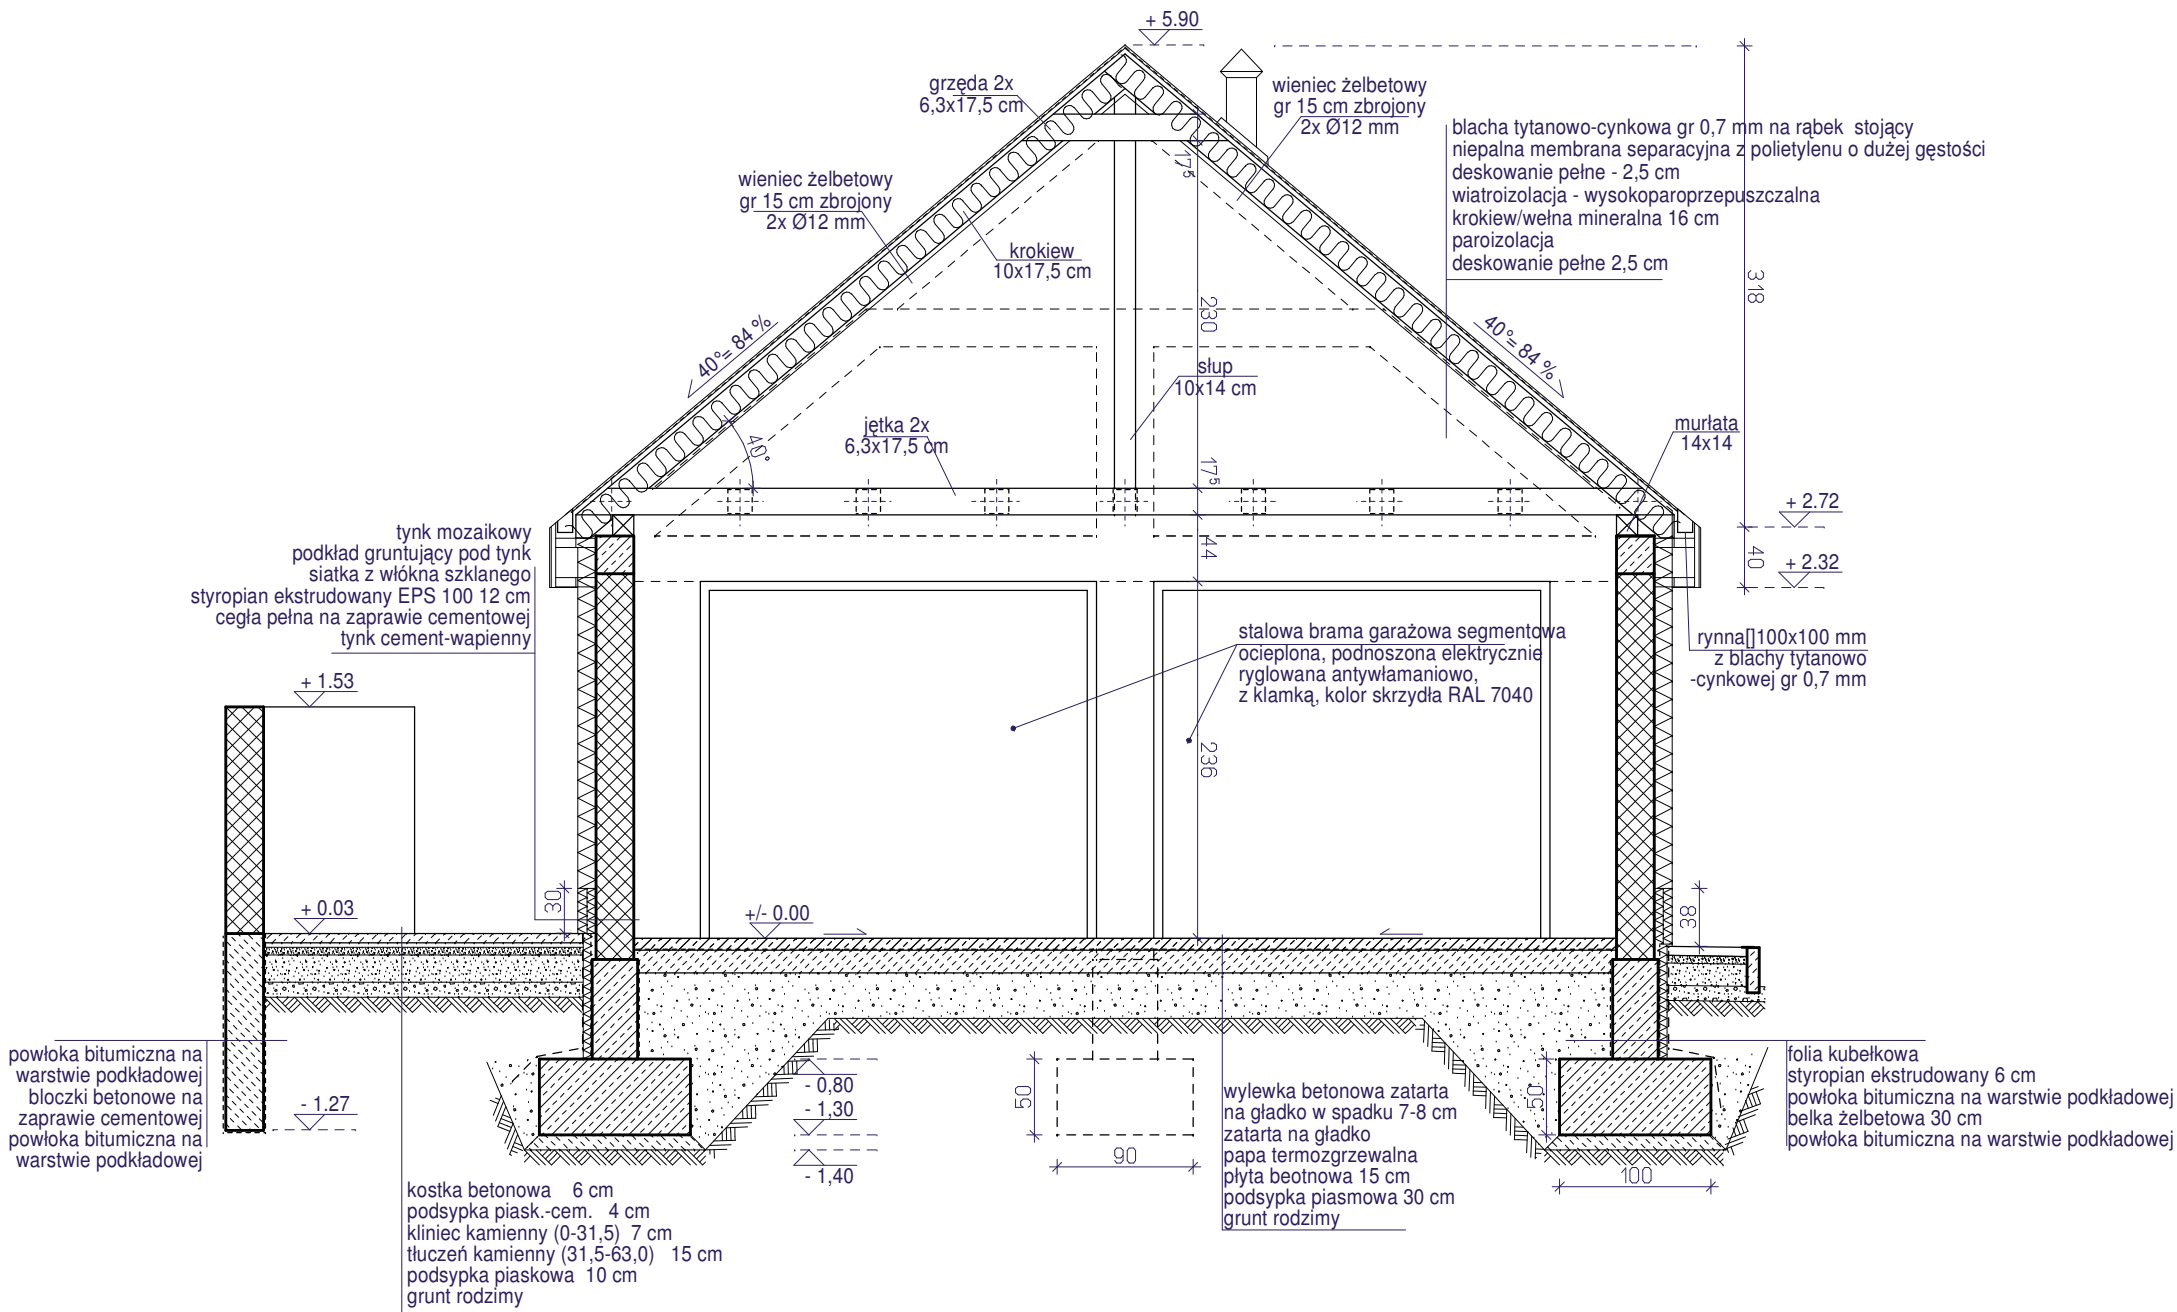 + 5.90
grzęda 2x
6,3x17,5 cm
wieniec żelbetowy
gr 15 cm zbrojony
2x Ø12 mm
blacha tytanowo-cynkowa gr 0,7 mm na rąbek  stojący
niepalna membrana separacyjna z polietylenu o dużej gęstości
deskowanie pełne - 2,5 cm
wiatroizolacja - wysokoparoprzepuszczalna
krokiew/wełna mineralna 16 cm
paroizolacja
deskowanie pełne 2,5 cm
wieniec żelbetowy
gr 15 cm zbrojony
2x Ø12 mm
krokiew
10x17,5 cm
17⁵
230
318
40°= 84 %
40°= 84 %
słup
10x14 cm
jętka 2x
6,3x17,5 cm
40°
17⁵
murłata
14x14
+ 2.72
40
+ 2.32
44
tynk mozaikowy
podkład gruntujący pod tynk
siatka z włókna szklanego
styropian ekstrudowany EPS 100 12 cm
cegła pełna na zaprawie cementowej
tynk cement-wapienny
stalowa brama garażowa segmentowa
ocieplona, podnoszona elektrycznie
ryglowana antywłamaniowo,
z klamką, kolor skrzydła RAL 7040
rynna[]100x100 mm
z blachy tytanowo
-cynkowej gr 0,7 mm
+ 1.53
236
+ 0.03
30
+/- 0.00
38
powłoka bitumiczna na
warstwie podkładowej
bloczki betonowe na
zaprawie cementowej
powłoka bitumiczna na
warstwie podkładowej
- 1.27
- 0,80
- 1,30
- 1,40
50
90
wylewka betonowa zatarta
na gładko w spadku 7-8 cm
zatarta na gładko
papa termozgrzewalna
płyta beotnowa 15 cm
podsypka piasmowa 30 cm
grunt rodzimy
50
100
folia kubełkowa
styropian ekstrudowany 6 cm
powłoka bitumiczna na warstwie podkładowej
belka żelbetowa 30 cm
powłoka bitumiczna na warstwie podkładowej
kostka betonowa    6 cm
podsypka piask.-cem.   4 cm
kliniec kamienny (0-31,5)  7 cm
tłuczeń kamienny (31,5-63,0)   15 cm
podsypka piaskowa  10 cm
grunt rodzimy